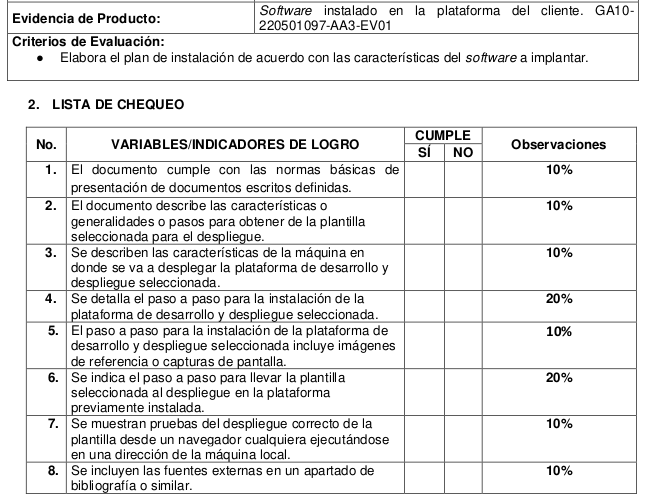 Evidencia de Producto:
Software instalado en la plataforma del cliente. GA10-
220501097-AA3-EV01
Criterios de Evaluación:
● Elabora el plan de instalación de acuerdo con las características del software a implantar.
2. LISTA DE CHEQUEO
No.
VARIABLES/INDICADORES DE LOGRO
CUMPLE
SÍ
NO
Observaciones
1.
El documento cumple con las normas básicas de
presentación de documentos escritos definidas.
10%
2.
El documento describe las características o
generalidades o pasos para obtener de la plantilla
seleccionada para el despliegue.
10%
3.
Se describen las características de la máquina en
donde se va a desplegar la plataforma de desarrollo y
despliegue seleccionada.
10%
4.
Se detalla el paso a paso para la instalación de la
plataforma de desarrollo y despliegue seleccionada.
20%
5.
El paso a paso para la instalación de la plataforma de
desarrollo y despliegue seleccionada incluye imágenes
de referencia o capturas de pantalla.
10%
6.
Se indica el paso a paso para llevar la plantilla
seleccionada al despliegue en la plataforma
previamente instalada.
20%
7.
Se muestran pruebas del despliegue correcto de la
plantilla desde un navegador cualquiera ejecutándose
en una dirección de la máquina local.
10%
8.
Se incluyen las fuentes externas en un apartado de
bibliografía o similar.
10%